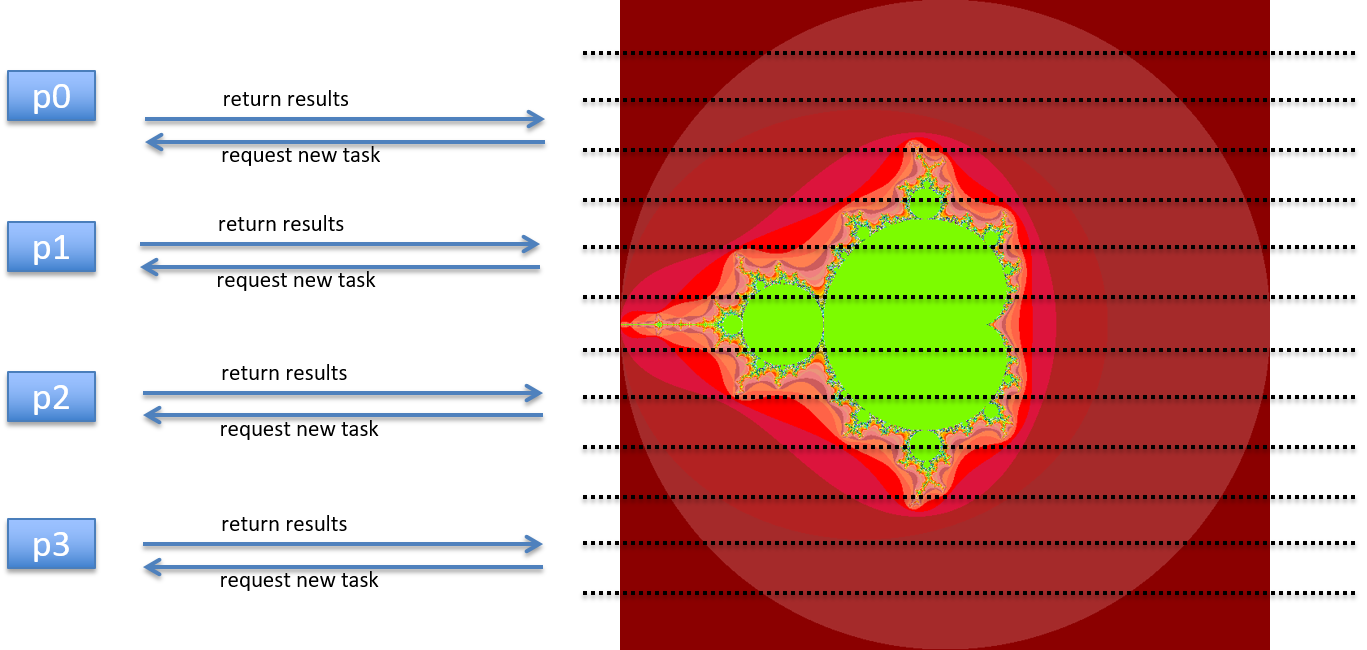 p0
return results
request new task
p1
return results
request new task
p2
return results
request new task
p3
return results
request new task